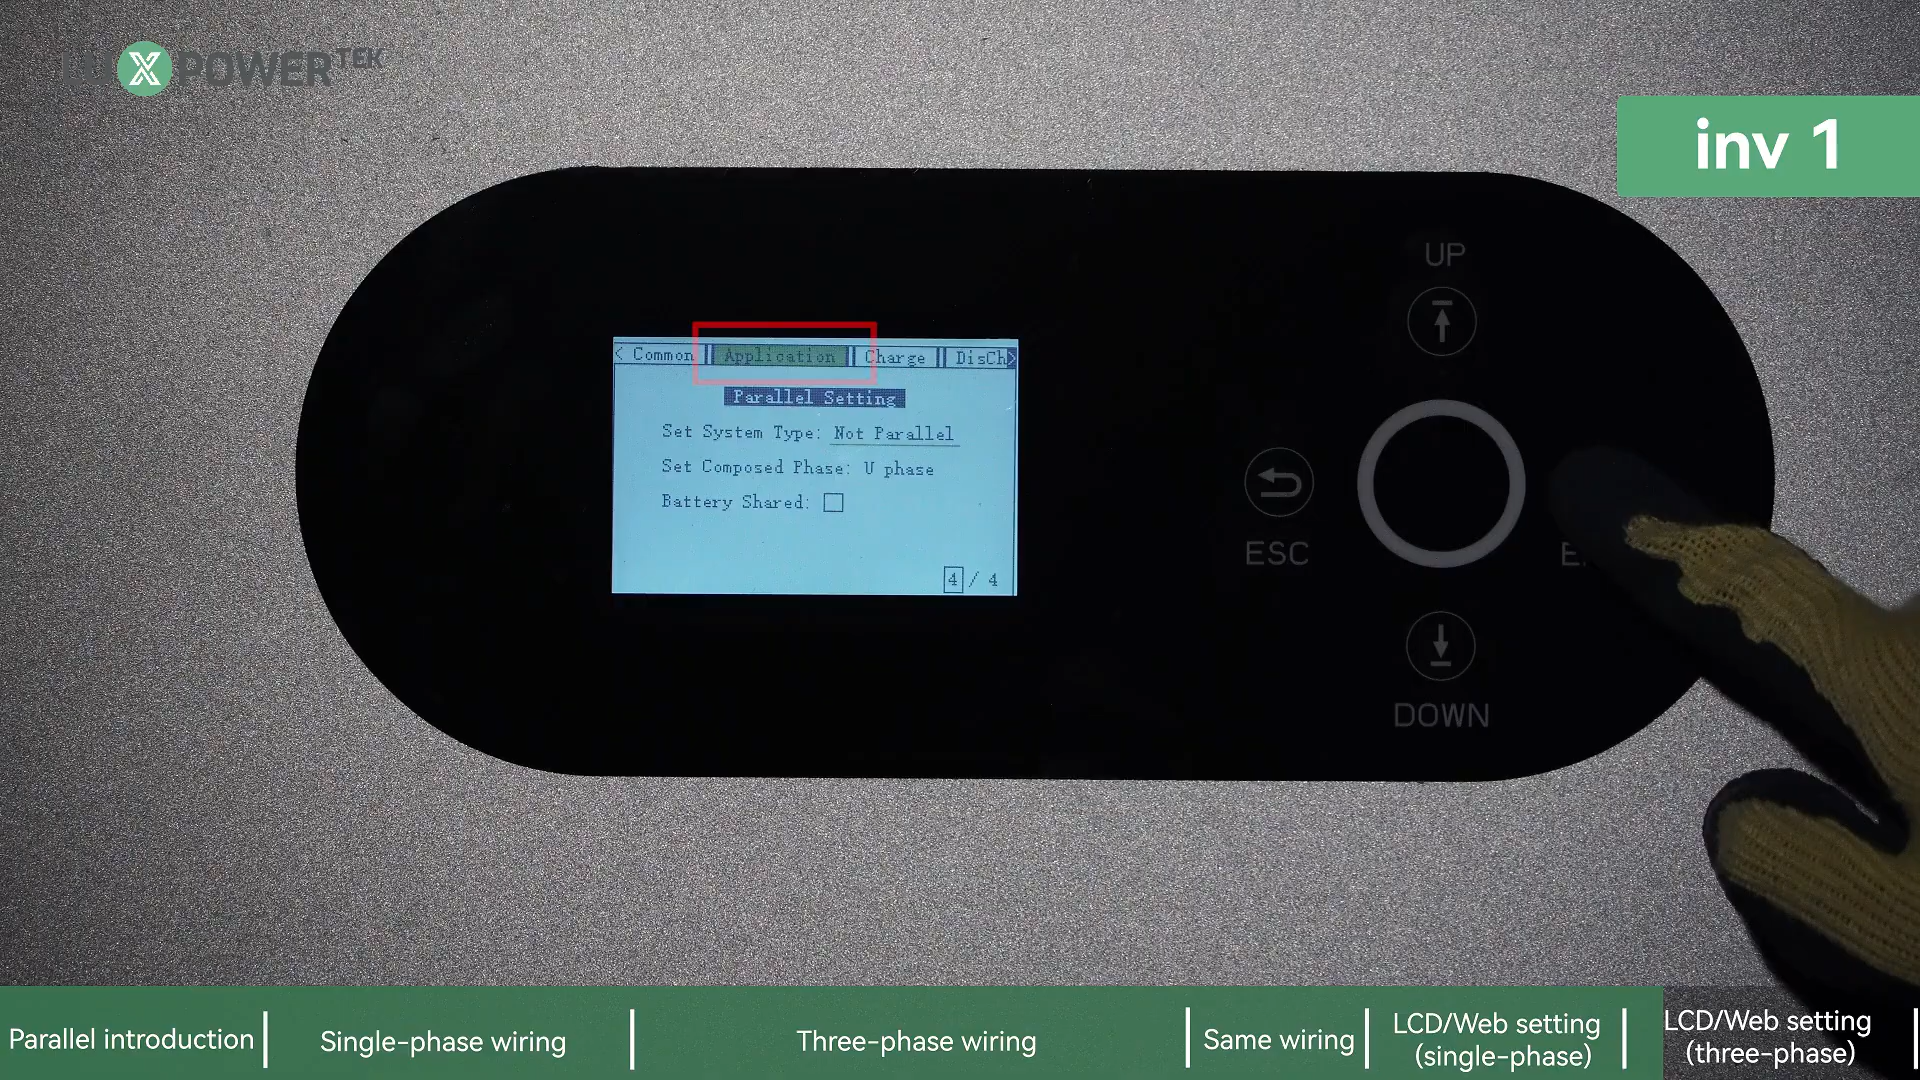 LUXPOWERTEK
inv 1
UP
< Common
Application
Charge
DisCh>
Parallel Setting
Set System Type: Not Parallel
Set Composed Phase: U phase
Battery Shared:
4 / 4
ESC
DOWN
Parallel introduction
Single-phase wiring
Three-phase wiring
Same wiring
LCD/Web setting
(single-phase)
LCD/Web setting
(three-phase)